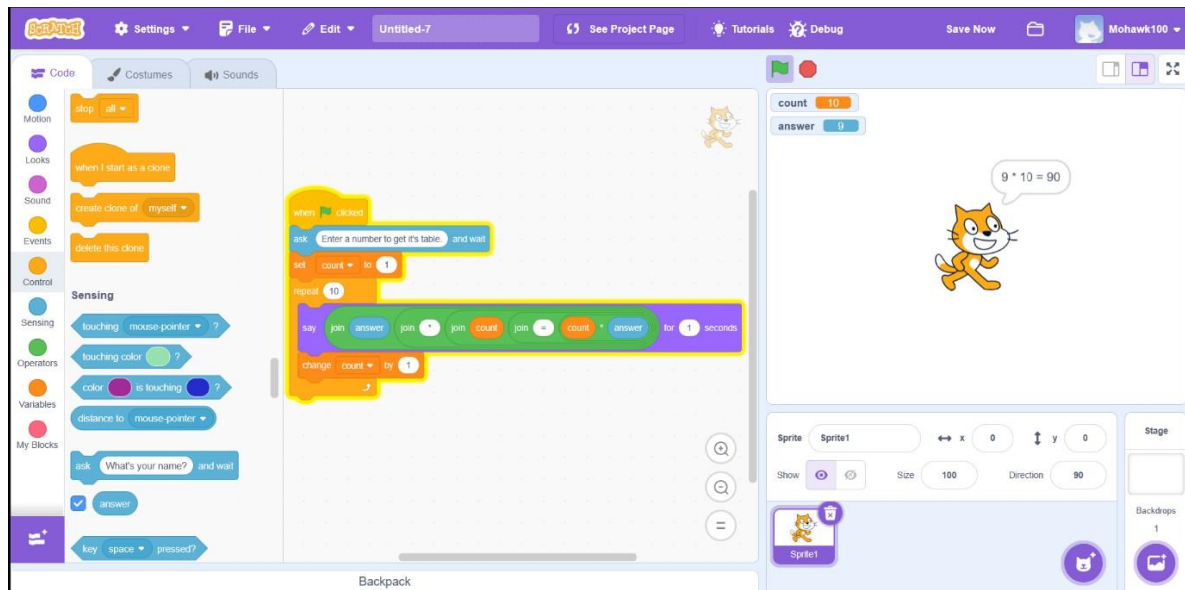 SCRATCH Settings File Edit Untitled-7 See Project Page Tutorials Debug Save Now Mohawk100
Code Costumes Sounds
Motion
Looks
Sound
Events
Control
Sensing
Operators
Variables
My Blocks
stop all
when I start as a clone
create clone of myself
delete this clone
Sensing
touching mouse-pointer ?
touching color ?
color is touching ?
distance to mouse-pointer
ask What's your name? and wait
answer
key space pressed?
when clicked
ask Enter a number to get it's table. and wait
set count to 1
repeat 10
say join answer join * join count join = count * answer for 1 seconds
change count by 1
=
Backpack
count 10
answer 9
9 * 10 = 90
Sprite Sprite1 x 0 y 0
Show Size 100 Direction 90
Sprite1
Stage
Backdrops
1